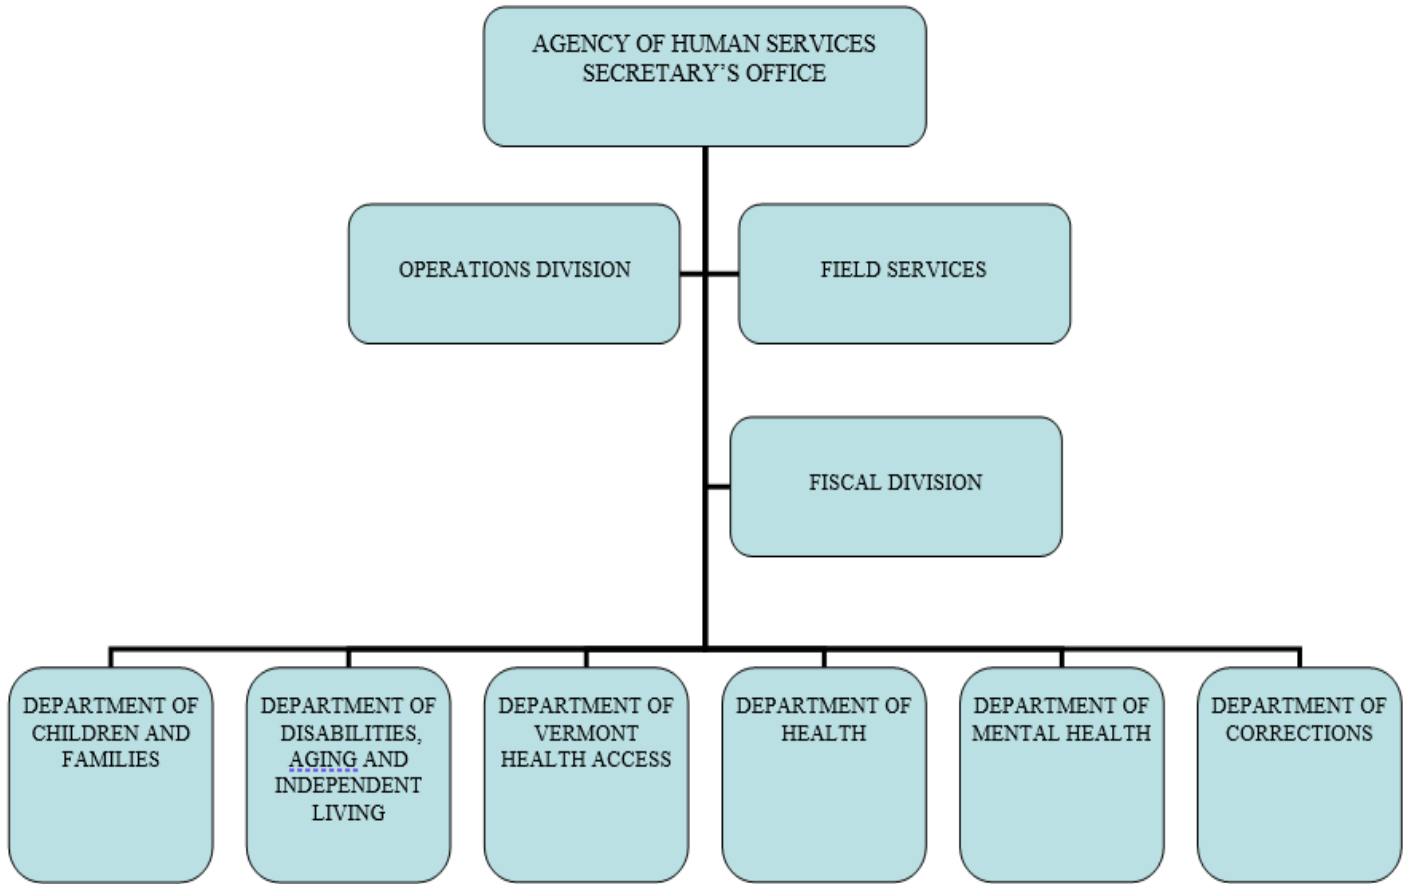 AGENCY OF HUMAN SERVICES
SECRETARY’S OFFICE
OPERATIONS DIVISION
FIELD SERVICES
FISCAL DIVISION
DEPARTMENT OF
CHILDREN AND
FAMILIES
DEPARTMENT OF
DISABILITIES,
AGING AND
INDEPENDENT
LIVING
DEPARTMENT OF
VERMONT
HEALTH ACCESS
DEPARTMENT OF
HEALTH
DEPARTMENT OF
MENTAL HEALTH
DEPARTMENT OF
CORRECTIONS